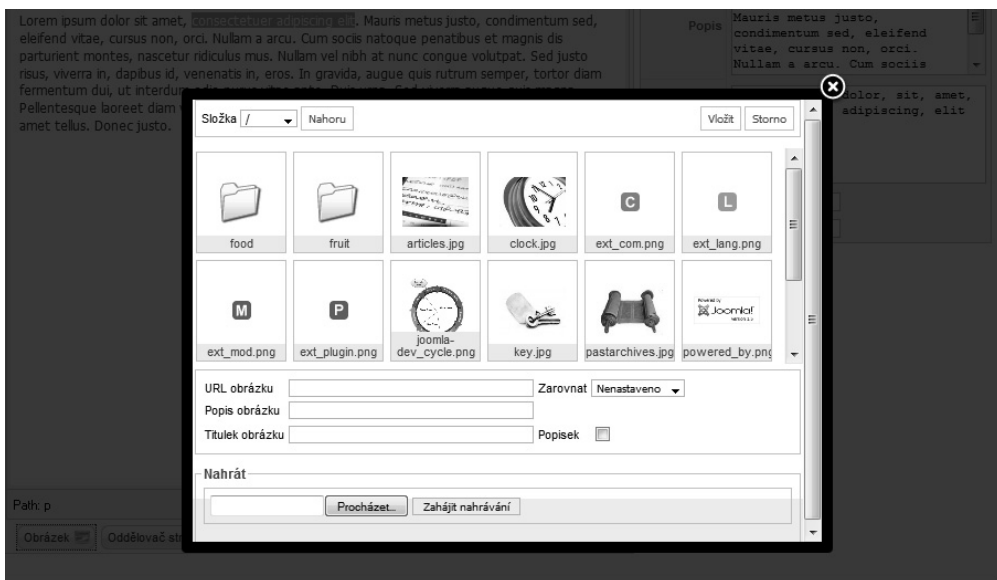 Lorem ipsum dolor sit amet, consectetuer adipiscing elit. Mauris metus justo, condimentum sed,
eleifend vitae, cursus non, orci. Nullam a arcu. Cum sociis natoque penatibus et magnis dis
parturient montes, nascetur ridiculus mus. Nullam vel nibh at nunc congue volutpat. Sed justo
risus, viverra in, dapibus id, venenatis in, eros. In gravida, augue quis rutrum semper, tortor diam
fermentum dui, ut interdum
Pellentesque laoreet diam
amet tellus. Donec justo.
Popis
Mauris metus justo,
condimentum sed, eleifend
vitae, cursus non, orci.
Nullam a arcu. Cum sociis
dolor, sit, amet,
adipiscing, elit
Složka / Nahoru Vložit Storno
food fruit articles.jpg clock.jpg ext_com.png ext_lang.png
C L
M P
Powered by
Joomla!
ext_mod.png ext_plugin.png joomla-
dev_cycle.png key.jpg pastarchives.jpg powered_by.png
URL obrázku Zarovnat Nenastaveno
Popis obrázku
Titulek obrázku Popisek
Nahrát
Procházet... Zahájit nahrávání
Path: p
Obrázek Oddělovač